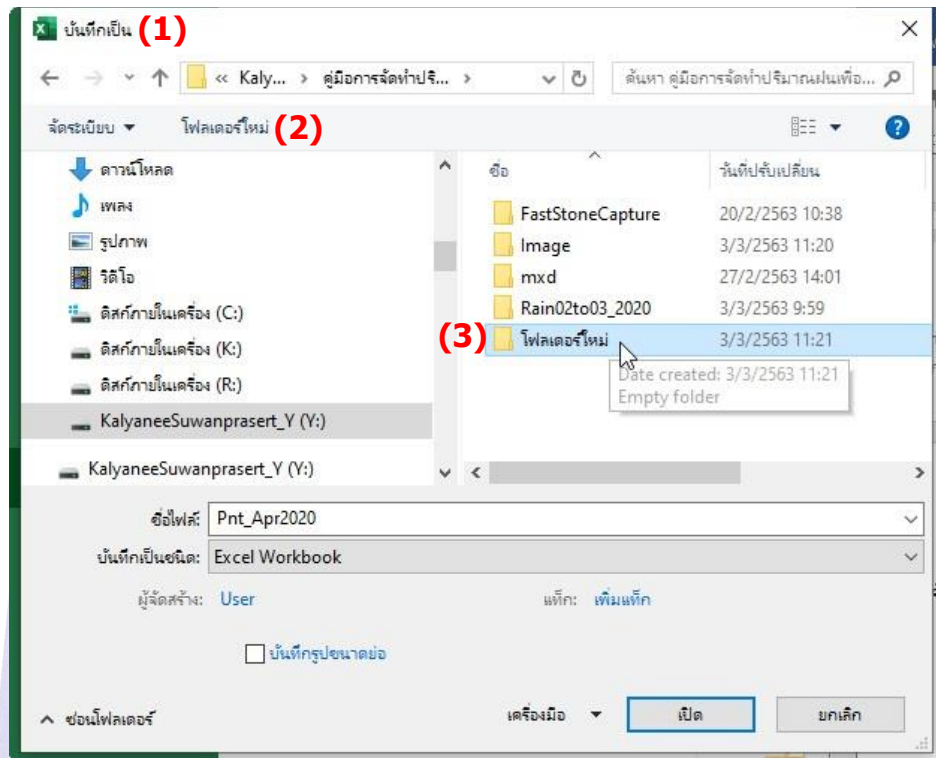 บันทึกเป็น (1)
« Kaly... › คู่มือการจัดทำปริ... ›
ค้นหา คู่มือการจัดทำปริมาณฝนเพื่อ...
จัดระเบียบ โฟลเดอร์ใหม่ (2)
ดาวน์โหลด
เพลง
รูปภาพ
วิดีโอ
ดิสก์ภายในเครื่อง (C:)
ดิสก์ภายในเครื่อง (K:)
ดิสก์ภายในเครื่อง (R:)
KalyaneeSuwanprasert_Y (Y:)
KalyaneeSuwanprasert_Y (Y:)
ชื่อ วันที่ปรับเปลี่ยน
FastStoneCapture 20/2/2563 10:38
Image 3/3/2563 11:20
mxd 27/2/2563 14:01
Rain02to03_2020 3/3/2563 9:59
(3) โฟลเดอร์ใหม่ 3/3/2563 11:21
Date created: 3/3/2563 11:21
Empty folder
ชื่อไฟล์: Pnt_Apr2020
บันทึกเป็นชนิด: Excel Workbook
ผู้จัดสร้าง: User แท็ก: เพิ่มแท็ก
บันทึกรูปขนาดย่อ
ซ่อนโฟลเดอร์ เครื่องมือ เปิด ยกเลิก